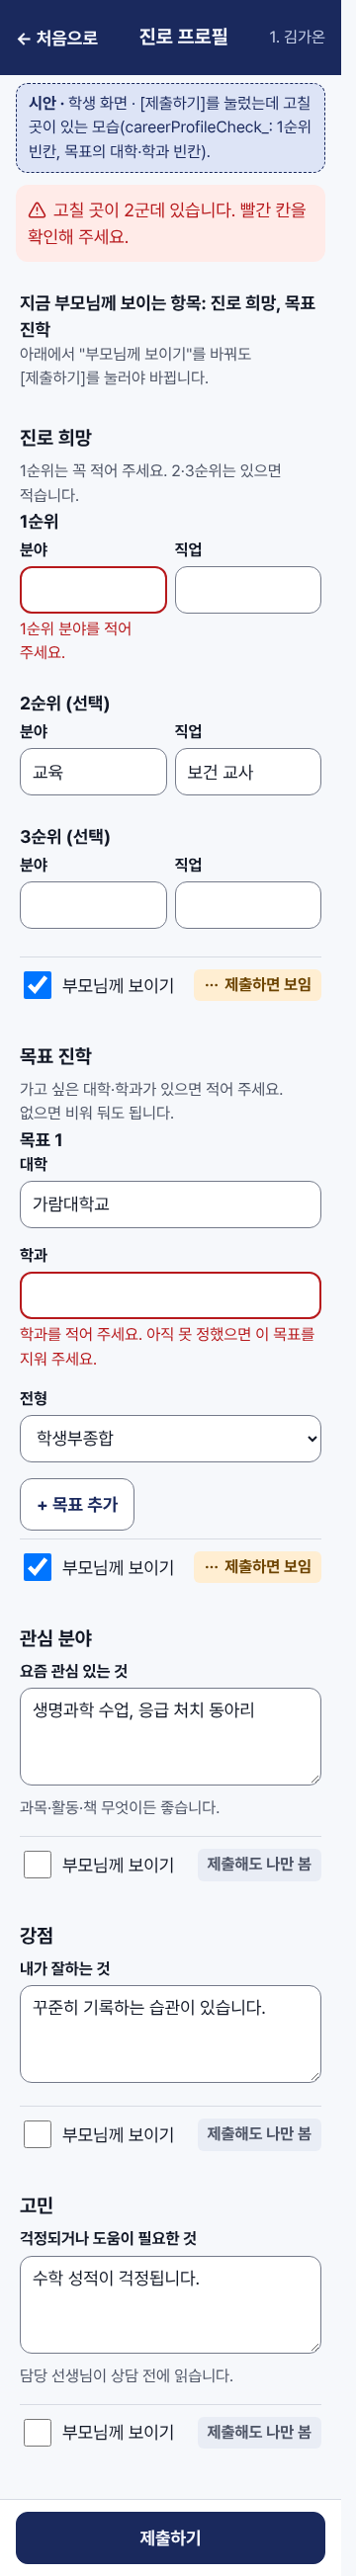 ← 처음으로 진로 프로필 1. 김가온
시안 · 학생 화면 · [제출하기]를 눌렀는데 고칠
곳이 있는 모습(careerProfileCheck_: 1순위
빈칸, 목표의 대학·학과 빈칸).
고칠 곳이 2군데 있습니다. 빨간 칸을
확인해 주세요.
지금 부모님께 보이는 항목: 진로 희망, 목표
진학
아래에서 "부모님께 보이기"를 바꿔도
[제출하기]를 눌러야 바뀝니다.
진로 희망
1순위는 꼭 적어 주세요. 2·3순위는 있으면
적습니다.
1순위
분야 직업
1순위 분야를 적어
주세요.
2순위 (선택)
분야 직업
교육 보건 교사
3순위 (선택)
분야 직업
부모님께 보이기 ··· 제출하면 보임
목표 진학
가고 싶은 대학·학과가 있으면 적어 주세요.
없으면 비워 둬도 됩니다.
목표 1
대학
가람대학교
학과
학과를 적어 주세요. 아직 못 정했으면 이 목표를
지워 주세요.
전형
학생부종합
+ 목표 추가
부모님께 보이기 ··· 제출하면 보임
관심 분야
요즘 관심 있는 것
생명과학 수업, 응급 처치 동아리
과목·활동·책 무엇이든 좋습니다.
부모님께 보이기 제출해도 나만 봄
강점
내가 잘하는 것
꾸준히 기록하는 습관이 있습니다.
부모님께 보이기 제출해도 나만 봄
고민
걱정되거나 도움이 필요한 것
수학 성적이 걱정됩니다.
담당 선생님이 상담 전에 읽습니다.
부모님께 보이기 제출해도 나만 봄
제출하기